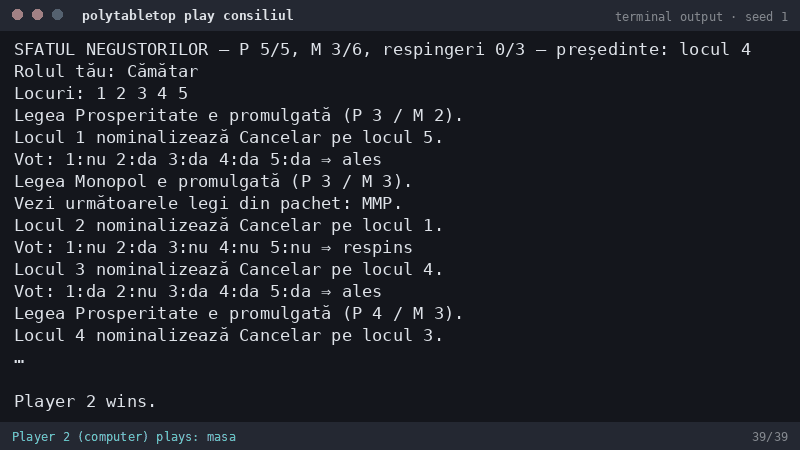 polytabletop play consiliul
terminal output · seed 1
SFATUL NEGUSTORILOR — P 5/5, M 3/6, respingeri 0/3 — președinte: locul 4
Rolul tău: Cămătar
Locuri: 1 2 3 4 5
Legea Prosperitate e promulgată (P 3 / M 2).
Locul 1 nominalizează Cancelar pe locul 5.
Vot: 1:nu 2:da 3:da 4:da 5:da ⇒ ales
Legea Monopol e promulgată (P 3 / M 3).
Vezi următoarele legi din pachet: MMP.
Locul 2 nominalizează Cancelar pe locul 1.
Vot: 1:nu 2:da 3:nu 4:nu 5:nu ⇒ respins
Locul 3 nominalizează Cancelar pe locul 4.
Vot: 1:da 2:nu 3:da 4:da 5:da ⇒ ales
Legea Prosperitate e promulgată (P 4 / M 3).
Locul 4 nominalizează Cancelar pe locul 3.
…
Player 2 wins.
Player 2 (computer) plays: masa
39/39